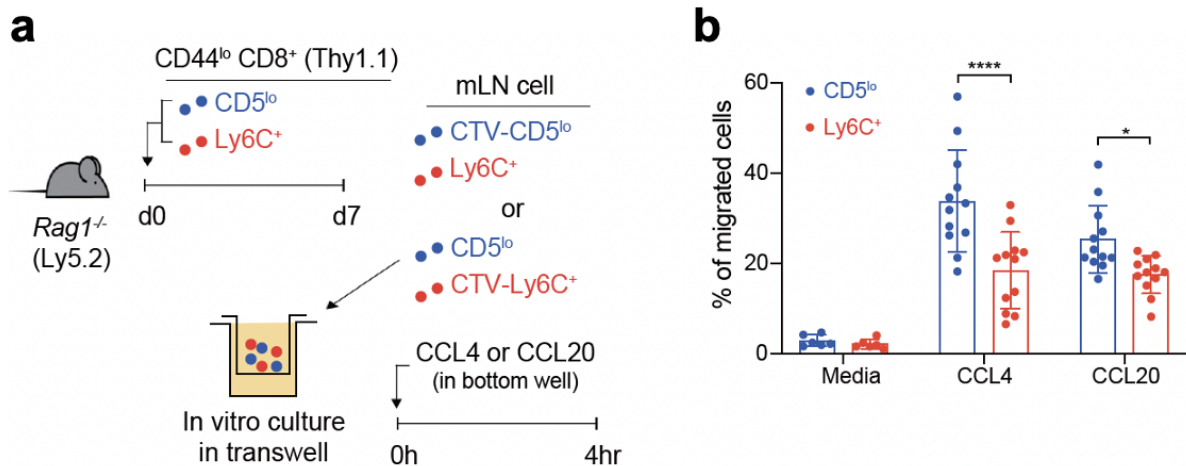 a
CD44ˡᵒ CD8⁺ (Thy1.1)
CD5ˡᵒ
Ly6C⁺
d0
d7
Rag1⁻/⁻
(Ly5.2)
mLN cell
CTV-CD5ˡᵒ
Ly6C⁺
or
CD5ˡᵒ
CTV-Ly6C⁺
In vitro culture
in transwell
CCL4 or CCL20
(in bottom well)
0h
4hr
b
% of migrated cells
60
40
20
0
CD5ˡᵒ
Ly6C⁺
****
*
Media
CCL4
CCL20